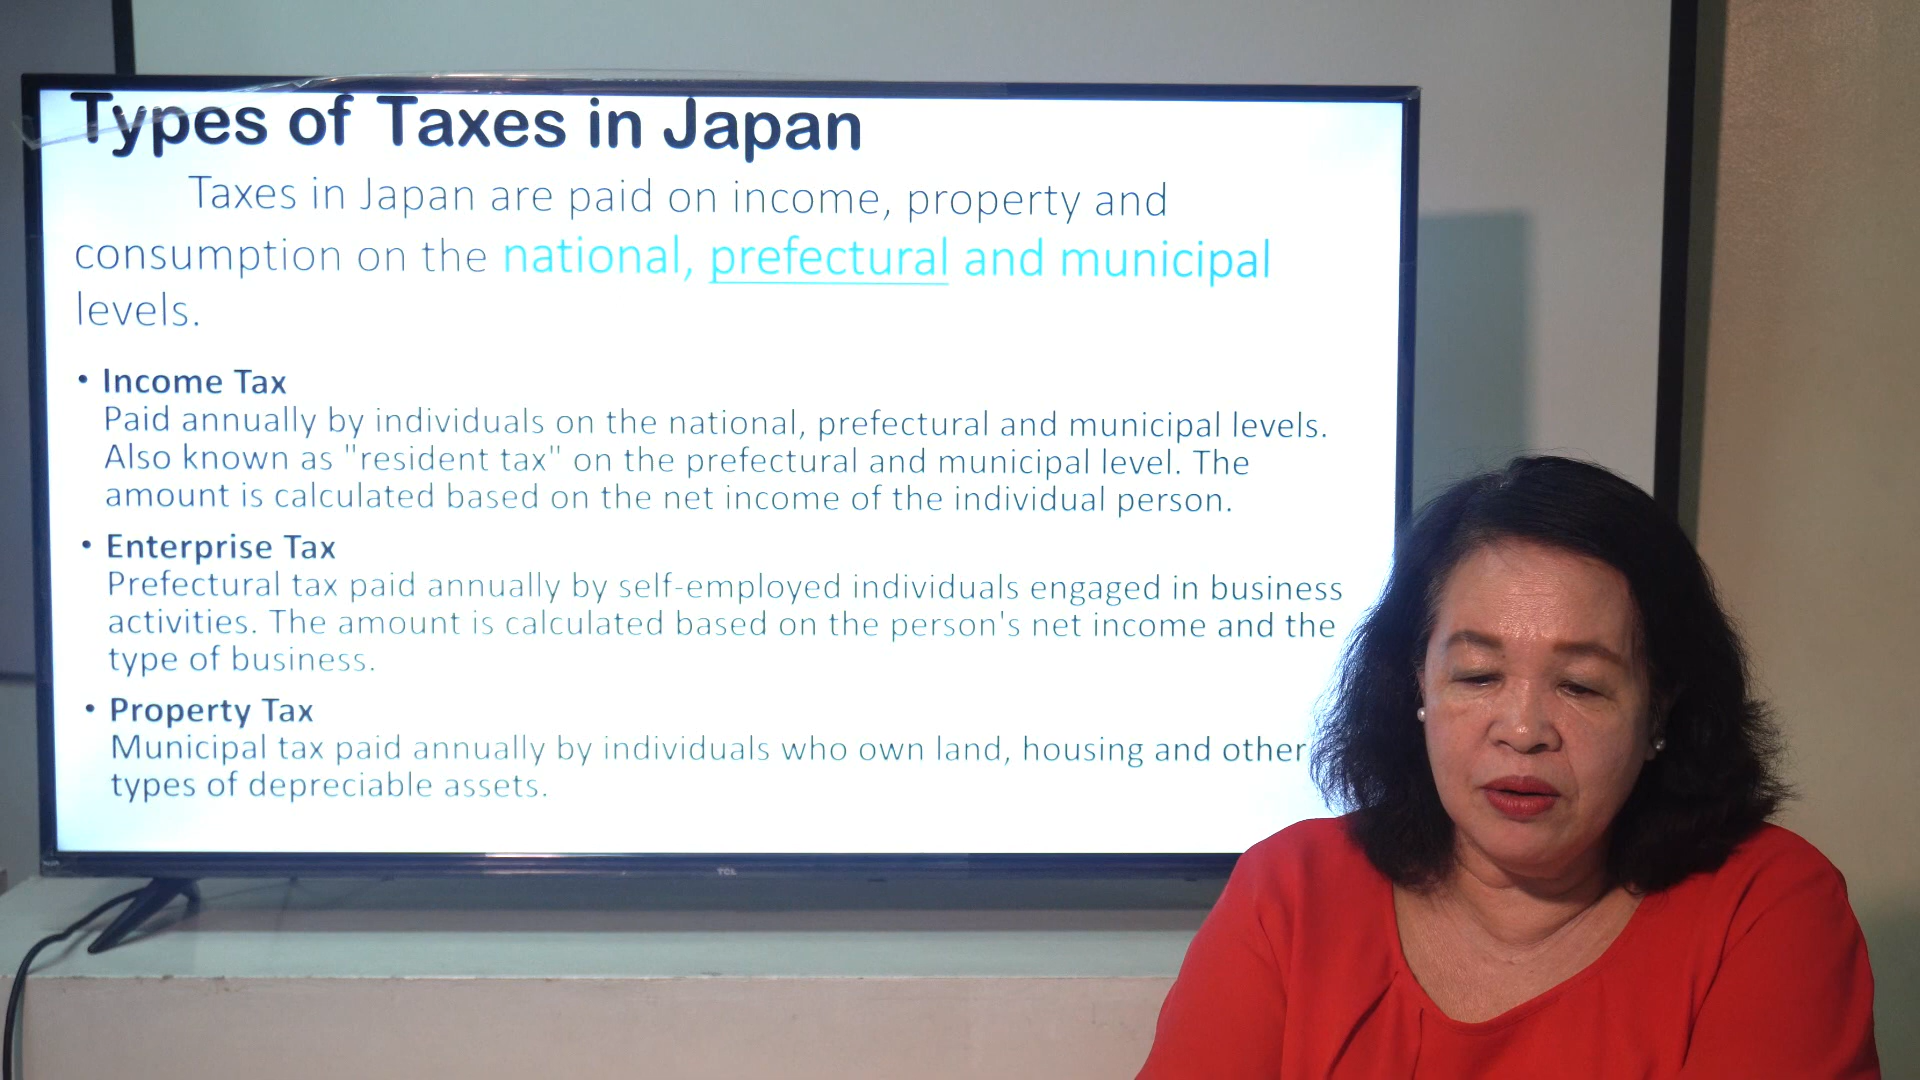 Types of Taxes in Japan
Taxes in Japan are paid on income, property and
consumption on the national, prefectural and municipal
levels.
• Income Tax
Paid annually by individuals on the national, prefectural and municipal levels.
Also known as "resident tax" on the prefectural and municipal level. The
amount is calculated based on the net income of the individual person.
• Enterprise Tax
Prefectural tax paid annually by self-employed individuals engaged in business
activities. The amount is calculated based on the person's net income and the
type of business.
• Property Tax
Municipal tax paid annually by individuals who own land, housing and other
types of depreciable assets.
TCL